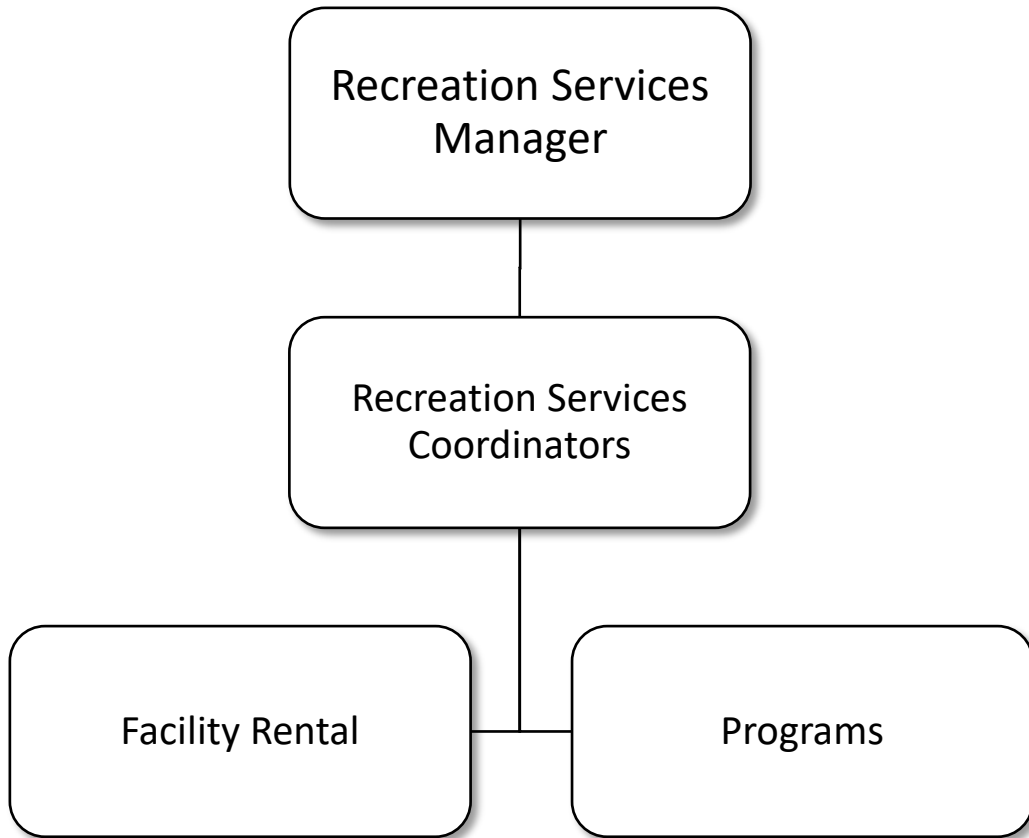 Recreation Services
Manager
Recreation Services
Coordinators
Facility Rental
Programs